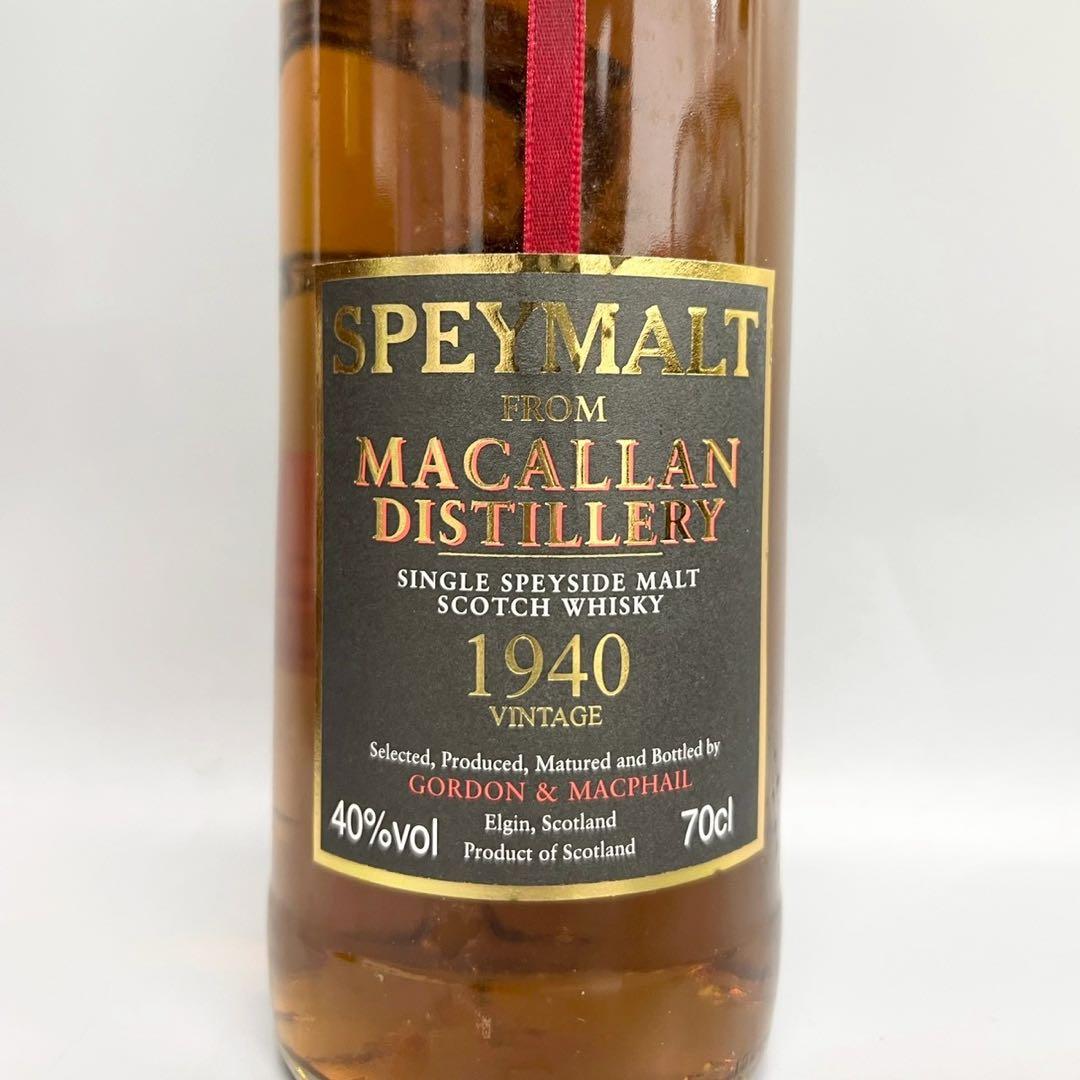 SPEYMALT
FROM
MACALLAN
DISTILLERY
SINGLE SPEYSIDE MALT
SCOTCH WHISKY
1940
VINTAGE
Selected, Produced, Matured and Bottled by
GORDON & MACPHAIL
40%vol
Elgin, Scotland
70cl
Product of Scotland